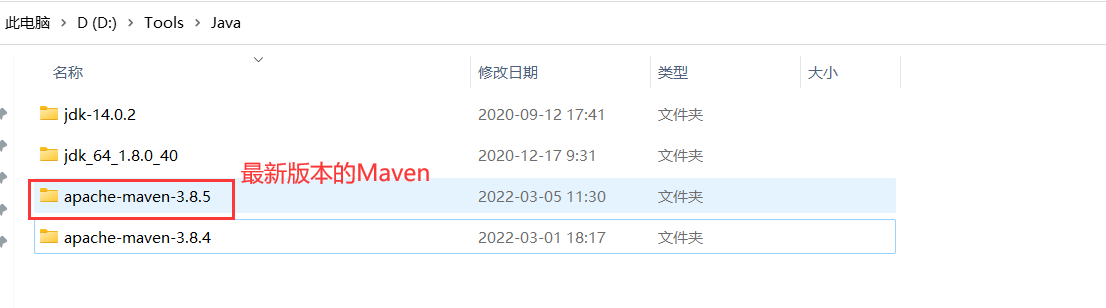 此电脑 > D (D:) > Tools > Java
名称 修改日期 类型 大小
jdk-14.0.2 2020-09-12 17:41 文件夹
jdk_64_1.8.0_40 2020-12-17 9:31 文件夹
最新版本的Maven
apache-maven-3.8.5 2022-03-05 11:30 文件夹
apache-maven-3.8.4 2022-03-01 18:17 文件夹